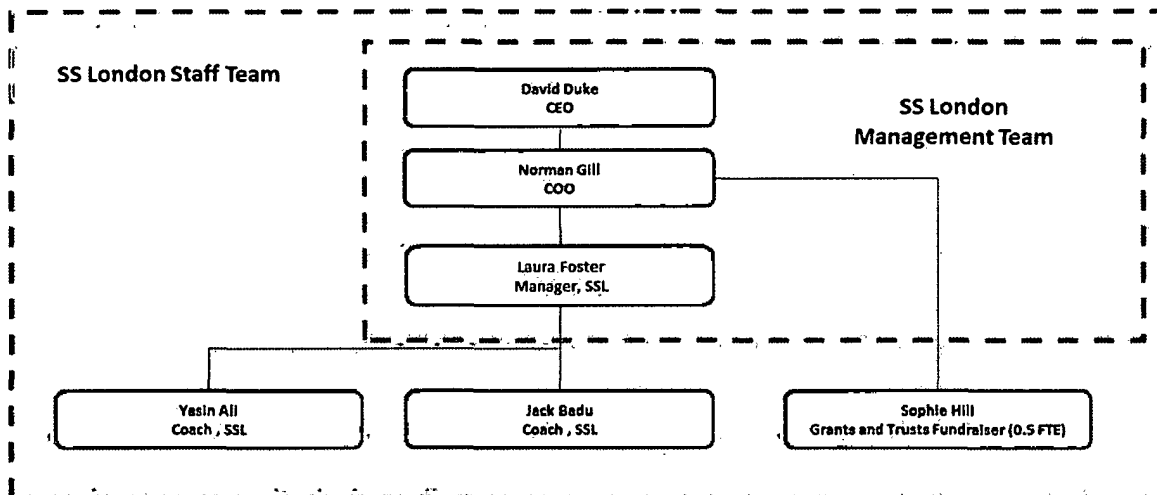 SS London Staff Team
David Duke
CEO
SS London
Management Team
Norman Gill
COO
Laura Foster
Manager, SSL
Yasin Ali
Coach , SSL
Jack Badu
Coach , SSL
Sophie Hill
Grants and Trusts Fundraiser (0.5 FTE)